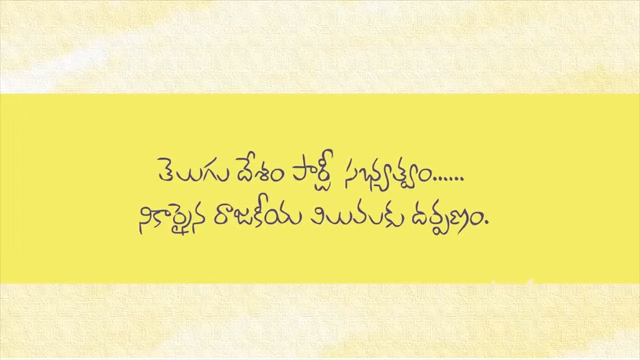 తెలుగు దేశం పార్టీ సభ్యత్వం......
నికార్సైన రాజకీయ విలువలకు దర్పణం.